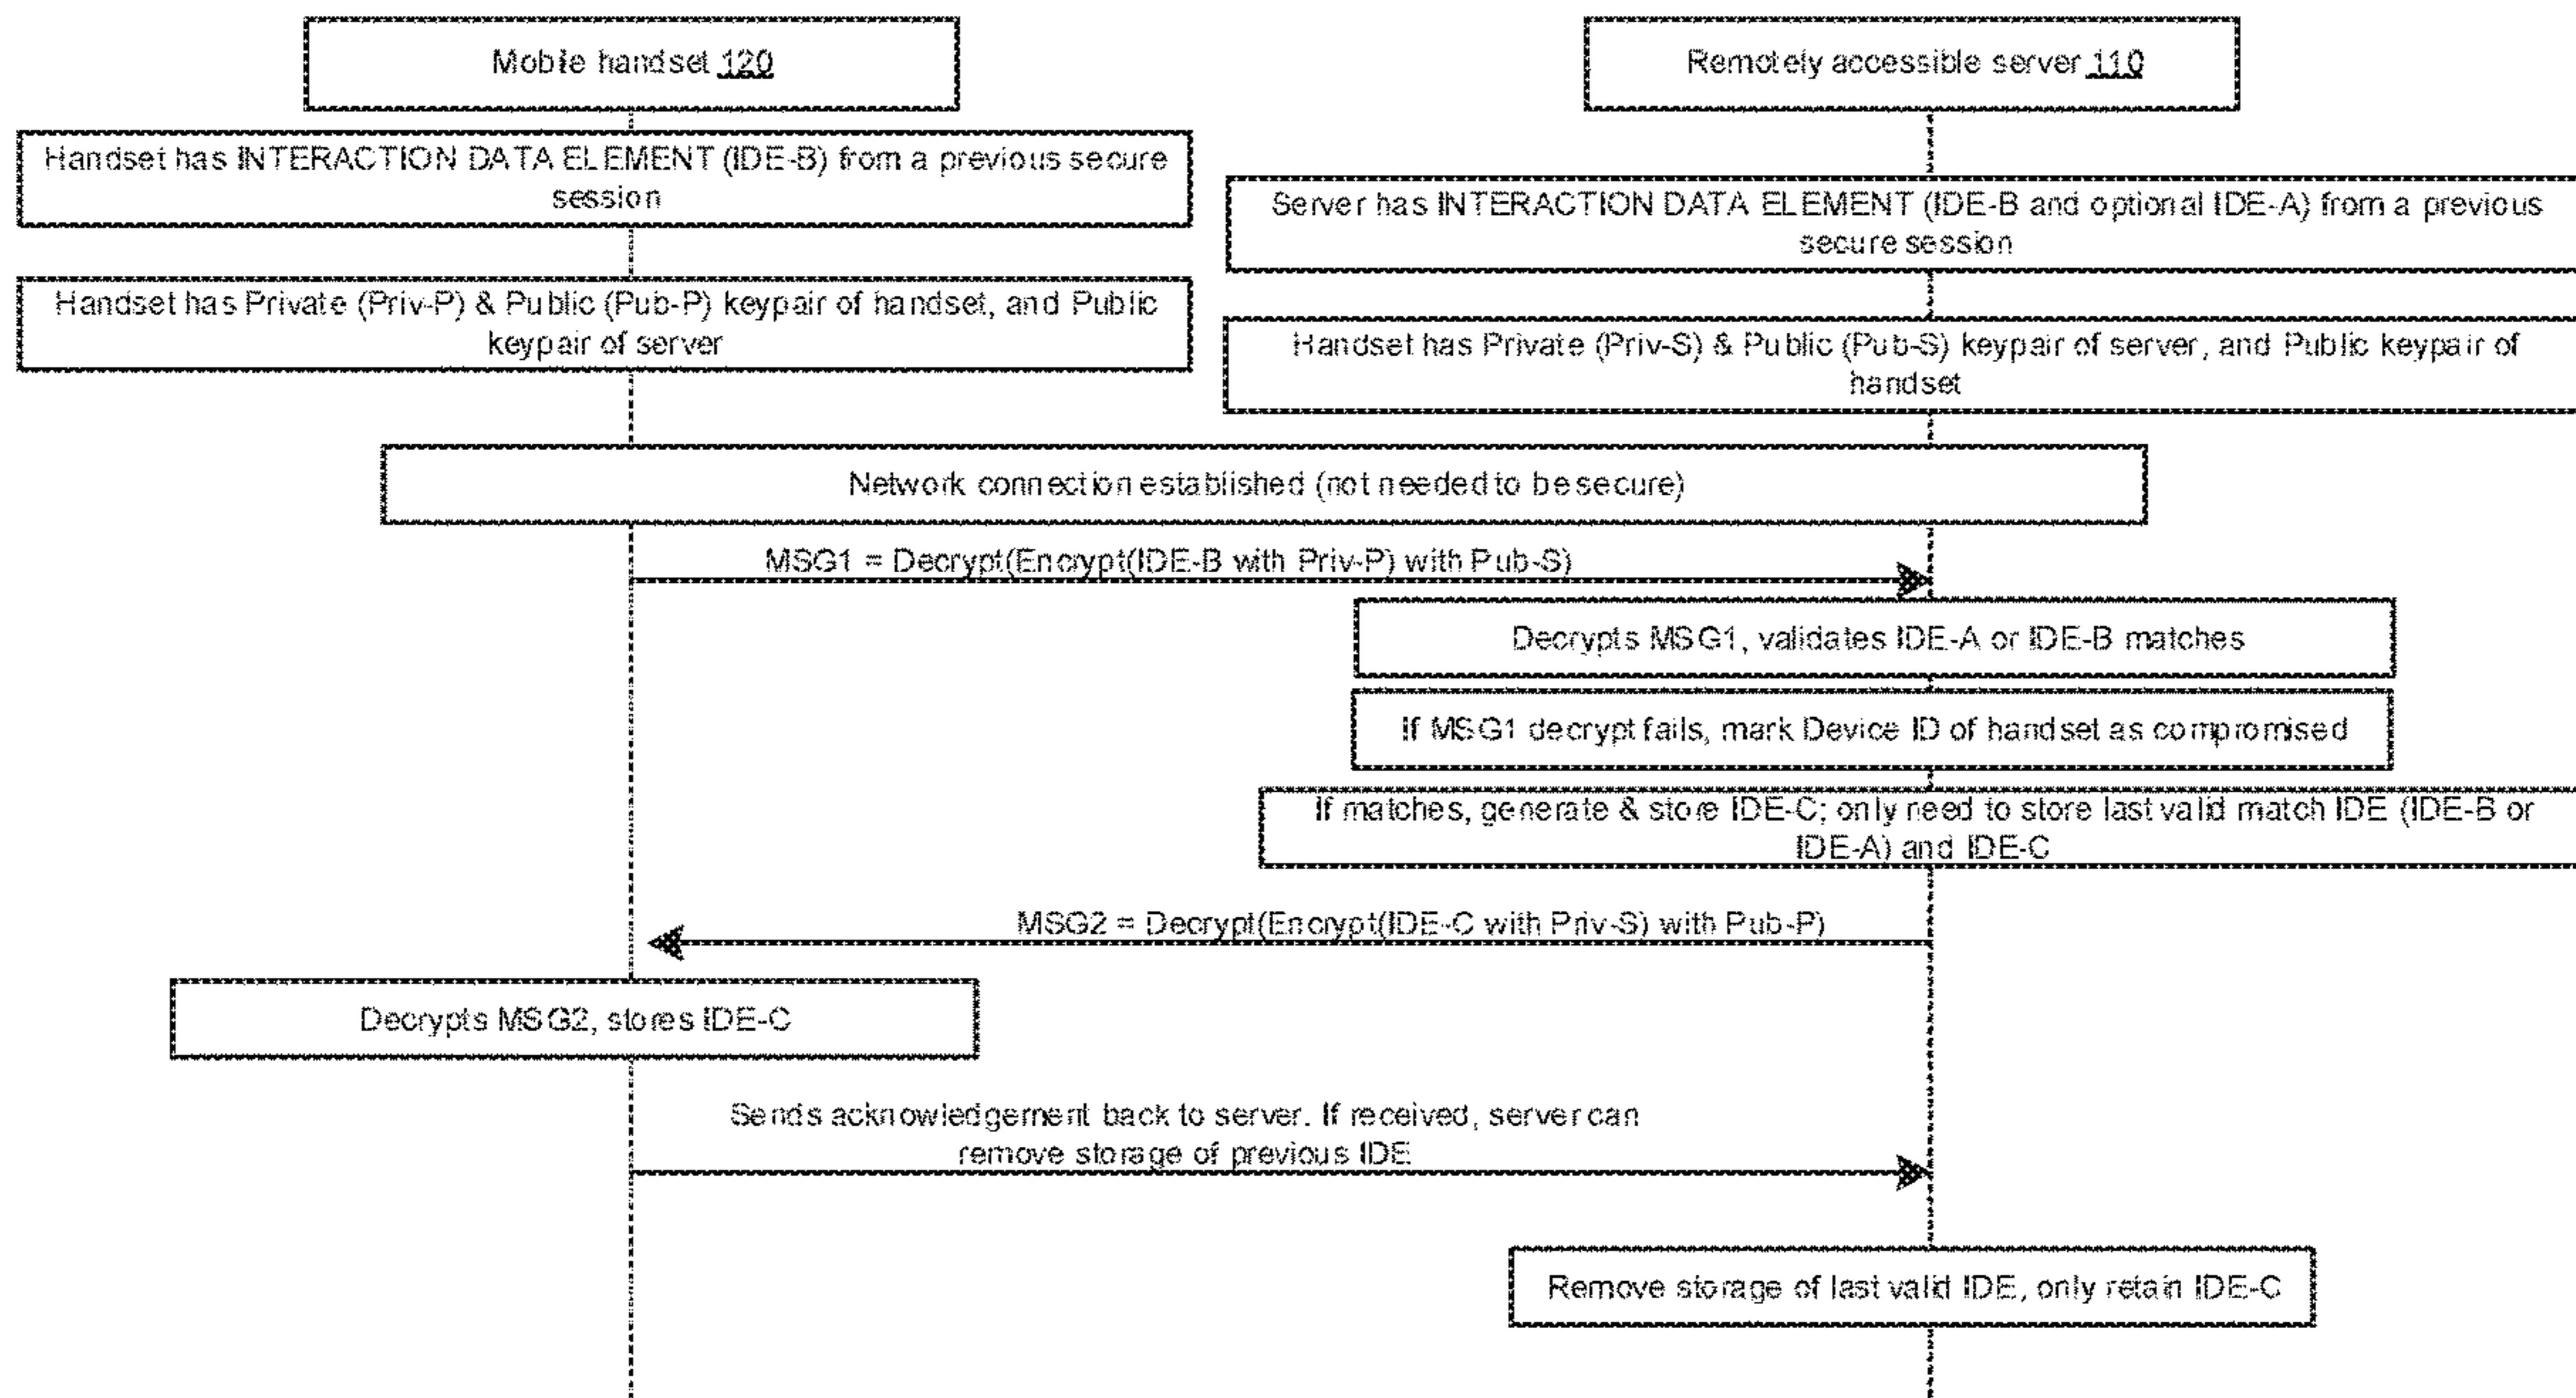 Mobile handset 120
Remotely accessible server 110
Handset has INTERACTION DATA ELEMENT (IDE-B) from a previous secure
session
Server has INTERACTION DATA ELEMENT (IDE-B and optional IDE-A) from a previous
secure session
Handset has Private (Priv-P) & Public (Pub-P) keypair of handset, and Public
keypair of server
Handset has Private (Priv-S) & Public (Pub-S) keypair of server, and Public keypair of
handset
Network connection established (not needed to be secure)
MSG1 = Decrypt(Encrypt(IDE-B with Priv-P) with Pub-S)
Decrypts MSG1, validates IDE-A or IDE-B matches
If MSG1 decrypt fails, mark Device ID of handset as compromised
If matches, generate & store IDE-C; only need to store last valid match IDE (IDE-B or
IDE-A) and IDE-C
MSG2 = Decrypt(Encrypt(IDE-C with Priv-S) with Pub-P)
Decrypts MSG2, stores IDE-C
Sends acknowledgement back to server. If received, server can
remove storage of previous IDE
Remove storage of last valid IDE, only retain IDE-C